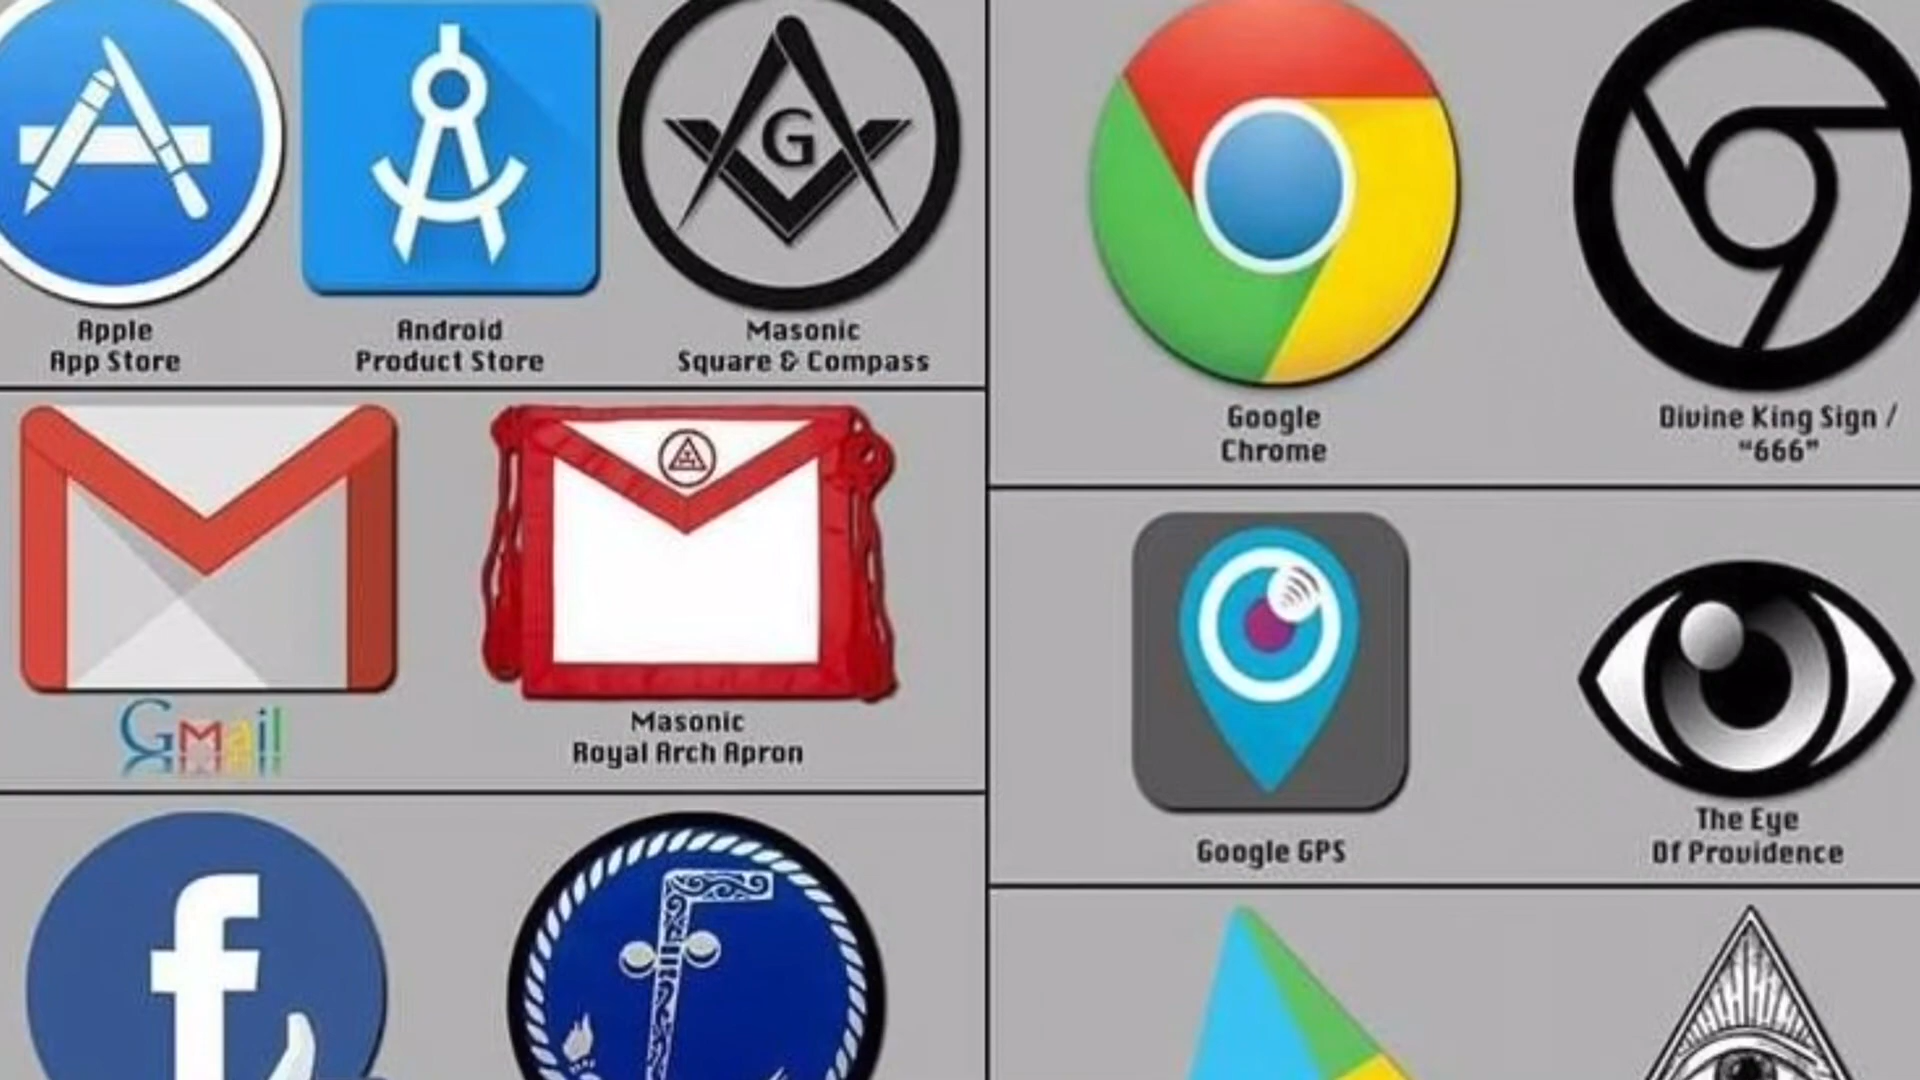 G
Apple
App Store
Android
Product Store
Masonic
Square & Compass
Google
Chrome
Divine King Sign /
“666”
Gmail
Masonic
Royal Arch Apron
Google GPS
The Eye
Of Providence
f